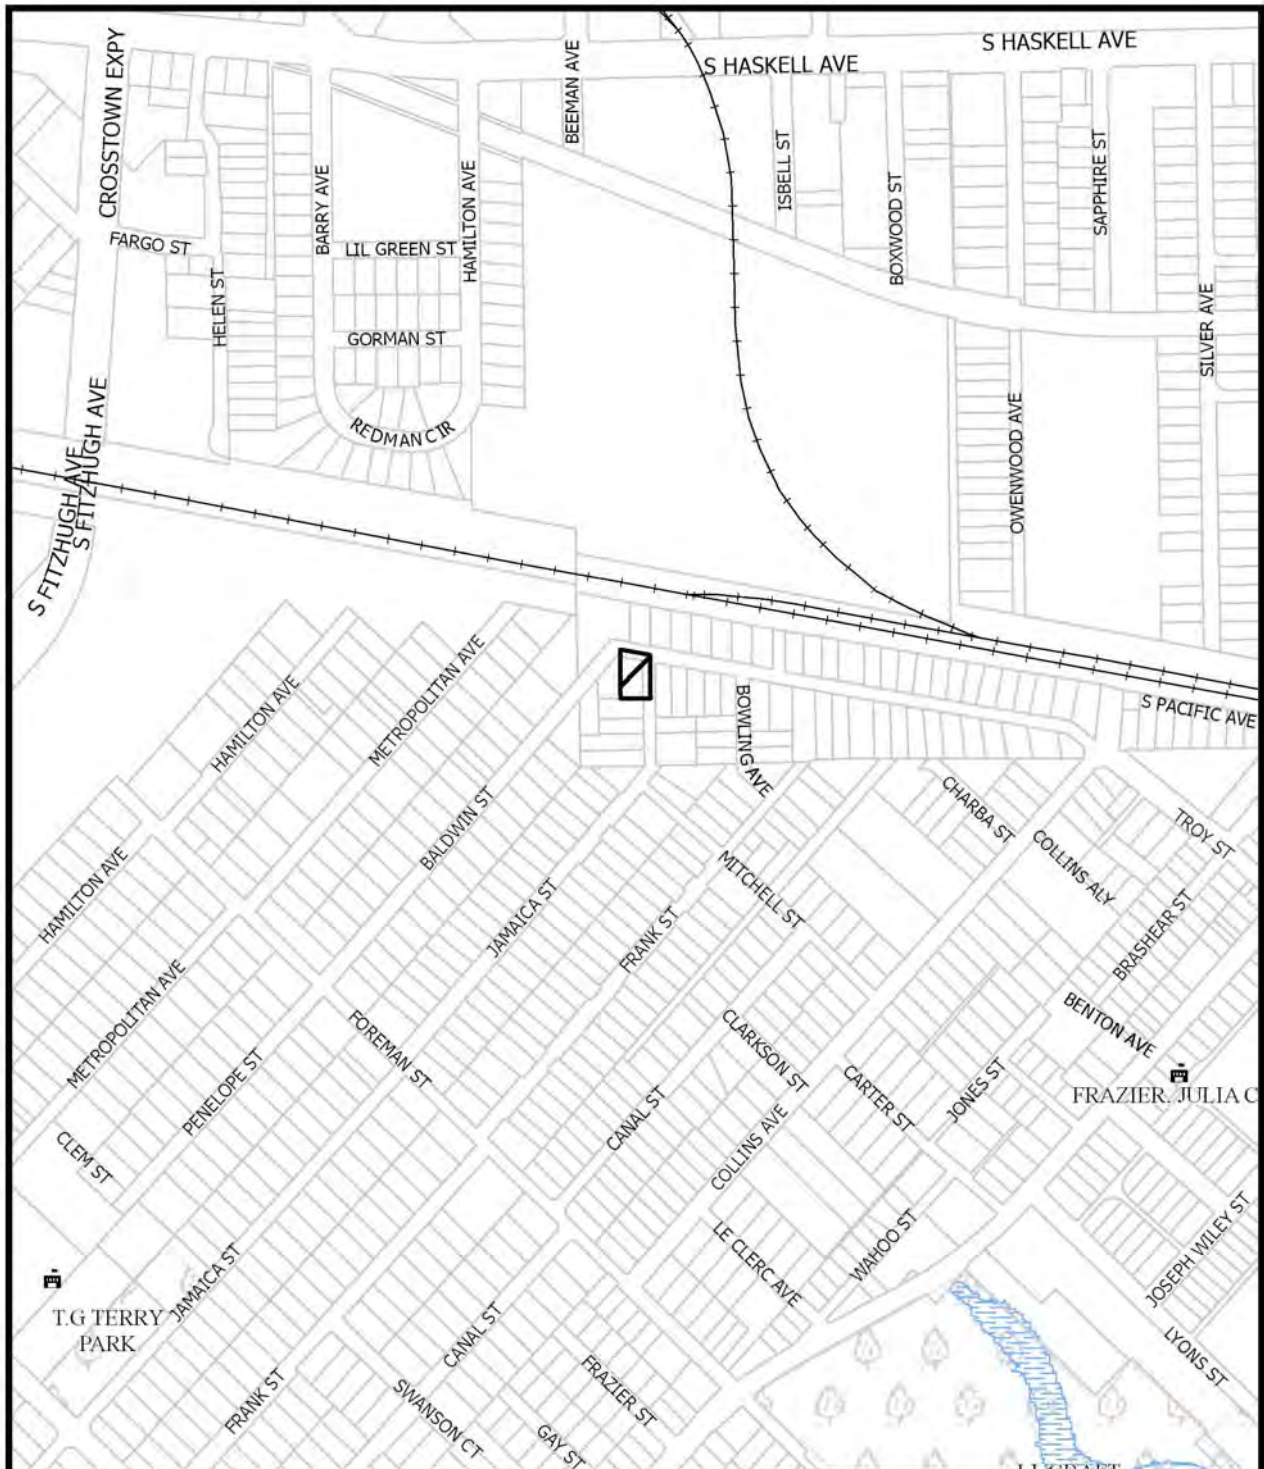 S HASKELL AVE
S HASKELL AVE
CROSSTOWN EXPY
BEEMAN AVE
ISBELL ST
SAPPHIRE ST
BARRY AVE
HAMILTON AVE
BOXWOOD ST
FARGO ST
LIL GREEN ST
HELEN ST
SILVER AVE
GORMAN ST
REDMAN CIR
S FITZHUGH AVE
S FITZHUGH AVE
OWENWOOD AVE
HAMILTON AVE
METROPOLITAN AVE
BOWLING AVE
S PACIFIC AVE
BALDWIN ST
CHARBA ST
TROY ST
COLLINS ALY
HAMILTON AVE
MITCHELL ST
JAMAICA ST
FRANK ST
BRASHEAR ST
METROPOLITAN AVE
BENTON AVE
FOREMAN ST
CLARKSON ST
PENELOPE ST
CARTER ST
JONES ST
FRAZIER, JULIA C
CANAL ST
COLLINS AVE
CLEM ST
JOSEPH WILEY ST
WAHOO ST
LE CLERC AVE
JAMAICA ST
T.G TERRY
PARK
CANAL ST
LYONS ST
FRANK ST
FRAZIER ST
SWANSON CT
GAY ST